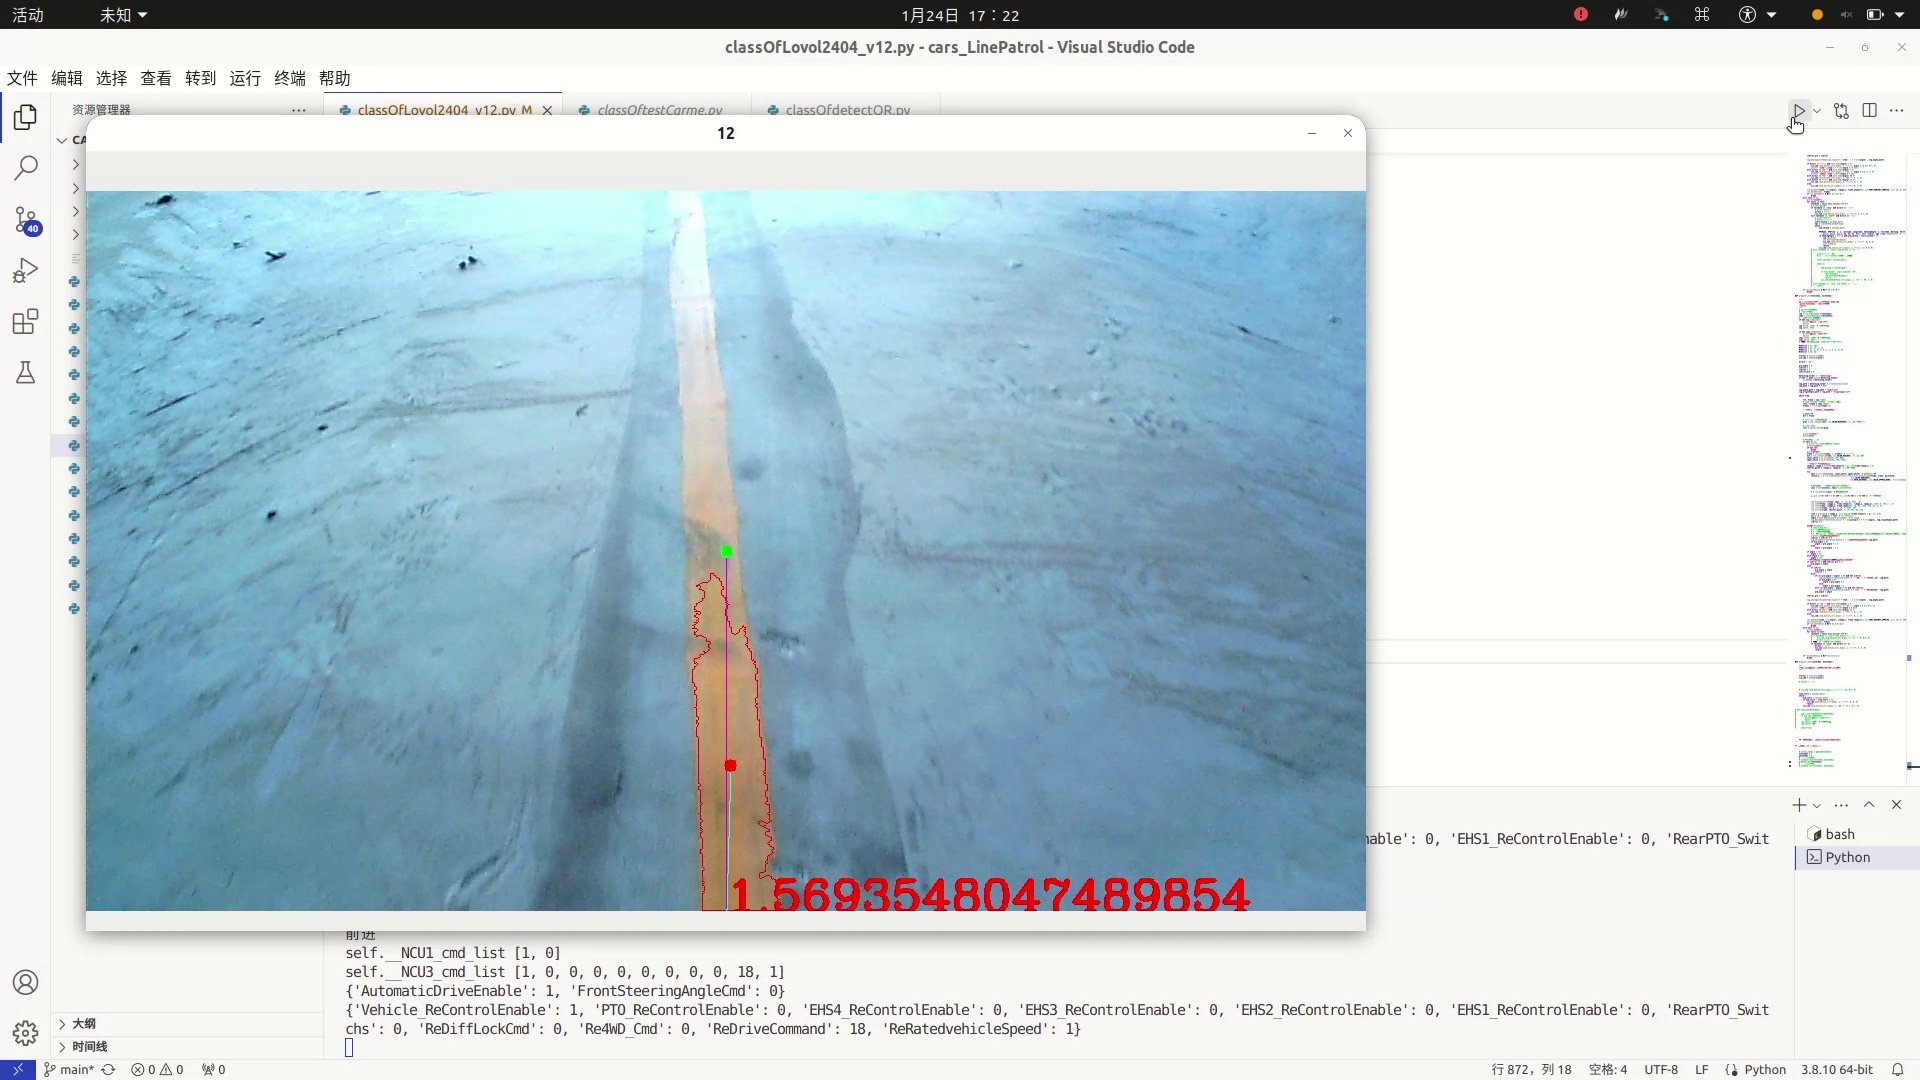 活动
未知
1月24日 17：22
classOfLovol2404_v12.py - cars_LinePatrol - Visual Studio Code
文件 编辑 选择 查看 转到 运行 终端 帮助
资源管理器
classOfLovol2404_v12.py M
classOftestCarme.py
classOfdetectQR.py
CA
12
40
1.5693548047489854
nable': 0, 'EHS1_ReControlEnable': 0, 'RearPTO_Swit
bash
Python
前进
self.__NCU1_cmd_list [1, 0]
self.__NCU3_cmd_list [1, 0, 0, 0, 0, 0, 0, 0, 0, 18, 1]
{'AutomaticDriveEnable': 1, 'FrontSteeringAngleCmd': 0}
{'Vehicle_ReControlEnable': 1, 'PTO_ReControlEnable': 0, 'EHS4_ReControlEnable': 0, 'EHS3_ReControlEnable': 0, 'EHS2_ReControlEnable': 0, 'EHS1_ReControlEnable': 0, 'RearPTO_Swit
chs': 0, 'ReDiffLockCmd': 0, 'Re4WD_Cmd': 0, 'ReDriveCommand': 18, 'ReRatedvehicleSpeed': 1}
大纲
时间线
main* 0 0 0
行 872，列 18 空格: 4 UTF-8 LF Python 3.8.10 64-bit